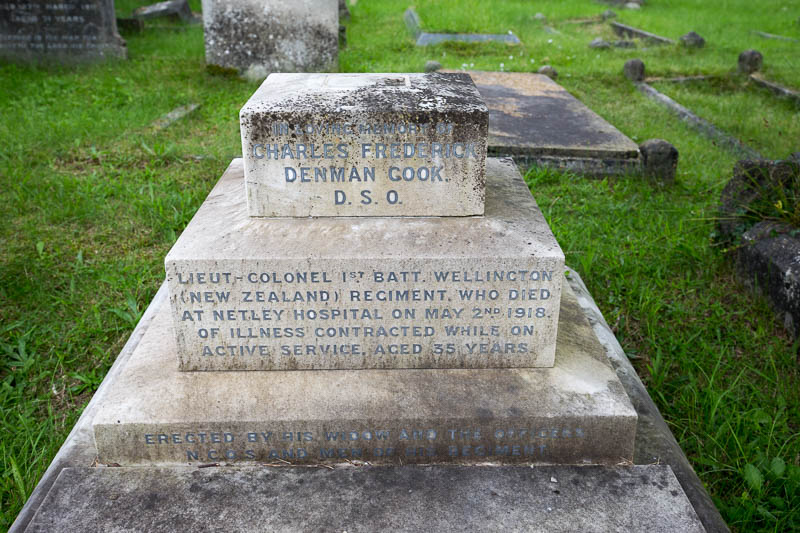 IN LOVING MEMORY OF
CHARLES FREDERICK
DENMAN COOK
D. S. O.
LIEUT-COLONEL 1ST BATT. WELLINGTON
(NEW ZEALAND) REGIMENT, WHO DIED
AT NETLEY HOSPITAL ON MAY 2ND 1918.
OF ILLNESS CONTRACTED WHILE ON
ACTIVE SERVICE, AGED 35 YEARS.
ERECTED BY HIS WIDOW AND THE OFFICERS
N.C.O'S AND MEN OF HIS REGIMENT